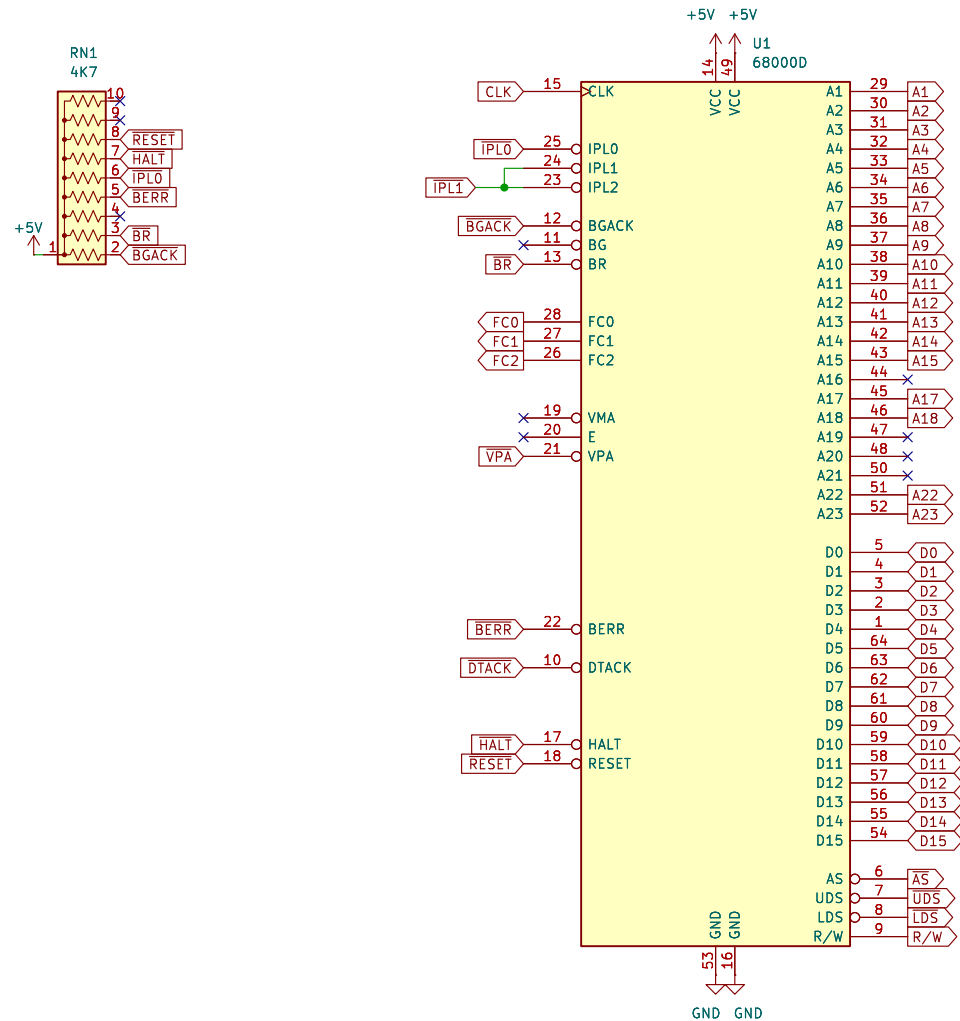 +5V +5V
RN1
4K7
U1
68000D
14 49
10
9
8 RESET
7 HALT
6 IPL0
5 BERR
4
3 BR
+5V
1 2 BGACK
VCC VCC
CLK 15 CLK
IPL0 25 IPL0
24 IPL1
IPL1 23 IPL2
BGACK 12 BGACK
11 BG
BR 13 BR
FC0 28 FC0
FC1 27 FC1
FC2 26 FC2
19 VMA
20 E
VPA 21 VPA
BERR 22 BERR
DTACK 10 DTACK
HALT 17 HALT
RESET 18 RESET
A1 29 A1
A2 30 A2
A3 31 A3
A4 32 A4
A5 33 A5
A6 34 A6
A7 35 A7
A8 36 A8
A9 37 A9
A10 38 A10
A11 39 A11
A12 40 A12
A13 41 A13
A14 42 A14
A15 43 A15
A16 44
A17 45 A17
A18 46 A18
A19 47
A20 48
A21 50
A22 51 A22
A23 52 A23
D0 5 D0
D1 4 D1
D2 3 D2
D3 2 D3
D4 1 D4
D5 64 D5
D6 63 D6
D7 62 D7
D8 61 D8
D9 60 D9
D10 59 D10
D11 58 D11
D12 57 D12
D13 56 D13
D14 55 D14
D15 54 D15
AS 6 AS
UDS 7 UDS
LDS 8 LDS
R/W 9 R/W
GND GND
53 16
GND GND